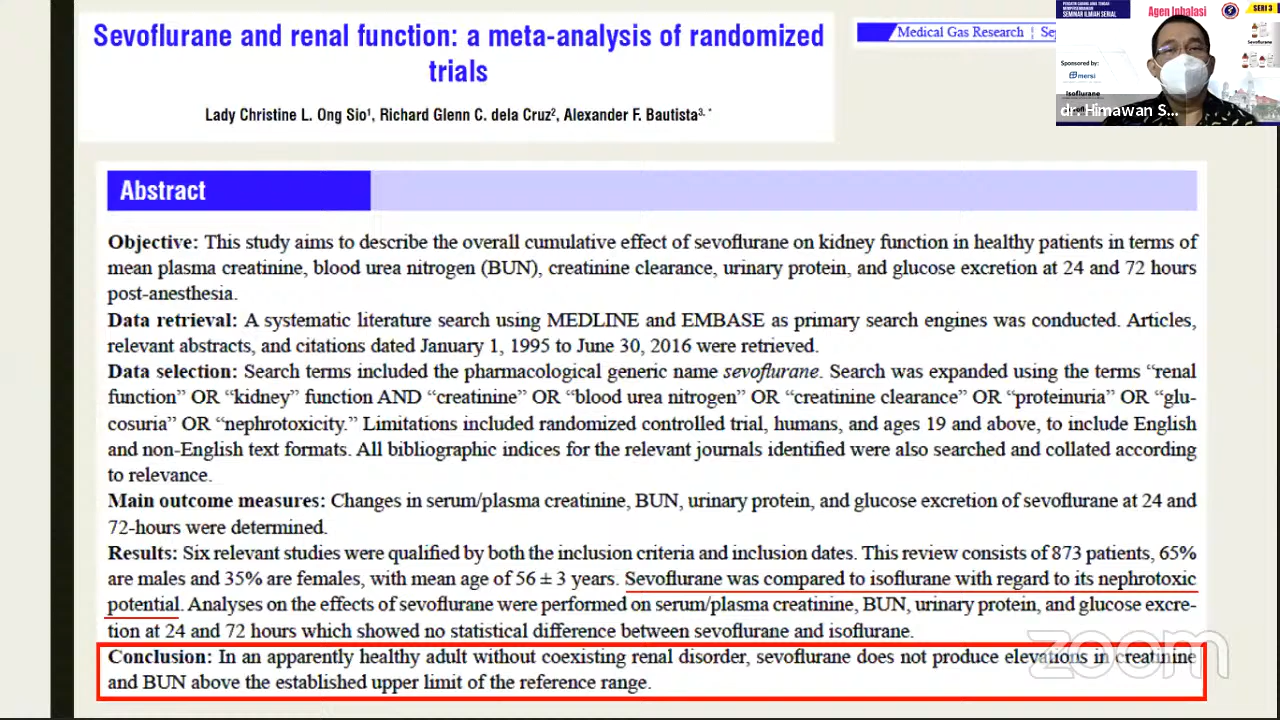 Sevoflurane and renal function: a meta-analysis of randomized
trials
Lady Christine L. Ong Sio¹, Richard Glenn C. dela Cruz², Alexander F. Bautista³, *
Medical Gas Research ¦
SEMINAR ILMIAH SERIAL
Agen Inhalasi
SERI 3
Sevoflurane
Sponsored by:
mersi
Isoflurane
dr. Himawan S...
Abstract
Objective: This study aims to describe the overall cumulative effect of sevoflurane on kidney function in healthy patients in terms of
mean plasma creatinine, blood urea nitrogen (BUN), creatinine clearance, urinary protein, and glucose excretion at 24 and 72 hours
post-anesthesia.
Data retrieval: A systematic literature search using MEDLINE and EMBASE as primary search engines was conducted. Articles,
relevant abstracts, and citations dated January 1, 1995 to June 30, 2016 were retrieved.
Data selection: Search terms included the pharmacological generic name sevoflurane. Search was expanded using the terms “renal
function” OR “kidney” function AND “creatinine” OR “blood urea nitrogen” OR “creatinine clearance” OR “proteinuria” OR “glu-
cosuria” OR “nephrotoxicity.” Limitations included randomized controlled trial, humans, and ages 19 and above, to include English
and non-English text formats. All bibliographic indices for the relevant journals identified were also searched and collated according
to relevance.
Main outcome measures: Changes in serum/plasma creatinine, BUN, urinary protein, and glucose excretion of sevoflurane at 24 and
72-hours were determined.
Results: Six relevant studies were qualified by both the inclusion criteria and inclusion dates. This review consists of 873 patients, 65%
are males and 35% are females, with mean age of 56 ± 3 years. Sevoflurane was compared to isoflurane with regard to its nephrotoxic
potential. Analyses on the effects of sevoflurane were performed on serum/plasma creatinine, BUN, urinary protein, and glucose excre-
tion at 24 and 72 hours which showed no statistical difference between sevoflurane and isoflurane.
Conclusion: In an apparently healthy adult without coexisting renal disorder, sevoflurane does not produce elevations in creatinine
and BUN above the established upper limit of the reference range.
zoom